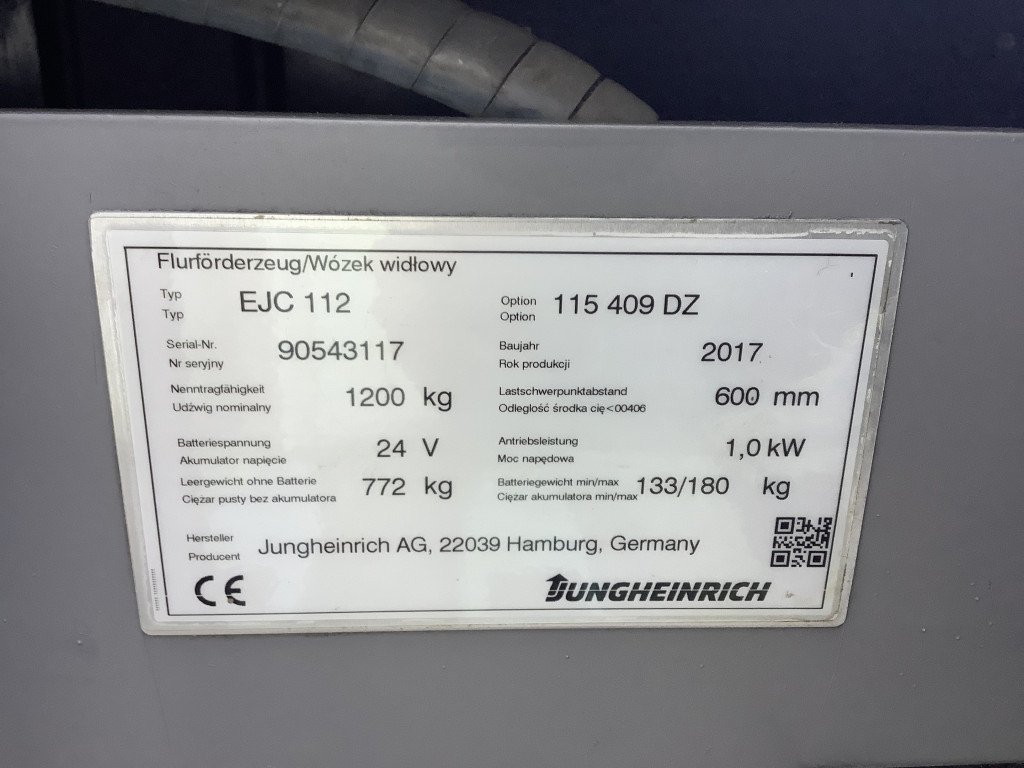 Flurförderzeug/Wózek widłowy
Typ
Typ
EJC 112
Option
Option
115 409 DZ
Serial-Nr.
Nr seryjny
90543117
Baujahr
Rok produkcji
2017
Nenntragfähigkeit
Udźwig nominalny
1200 kg
Lastschwerpunktabstand
Odległość środka cię<00406
600 mm
Batteriespannung
Akumulator napięcie
24 V
Antriebsleistung
Moc napędowa
1,0 kW
Leergewicht ohne Batterie
Ciężar pusty bez akumulatora
772 kg
Batteriegewicht min/max
Ciężar akumulatora min/max
133/180 kg
Hersteller
Producent
Jungheinrich AG, 22039 Hamburg, Germany
CE
JUNGHEINRICH